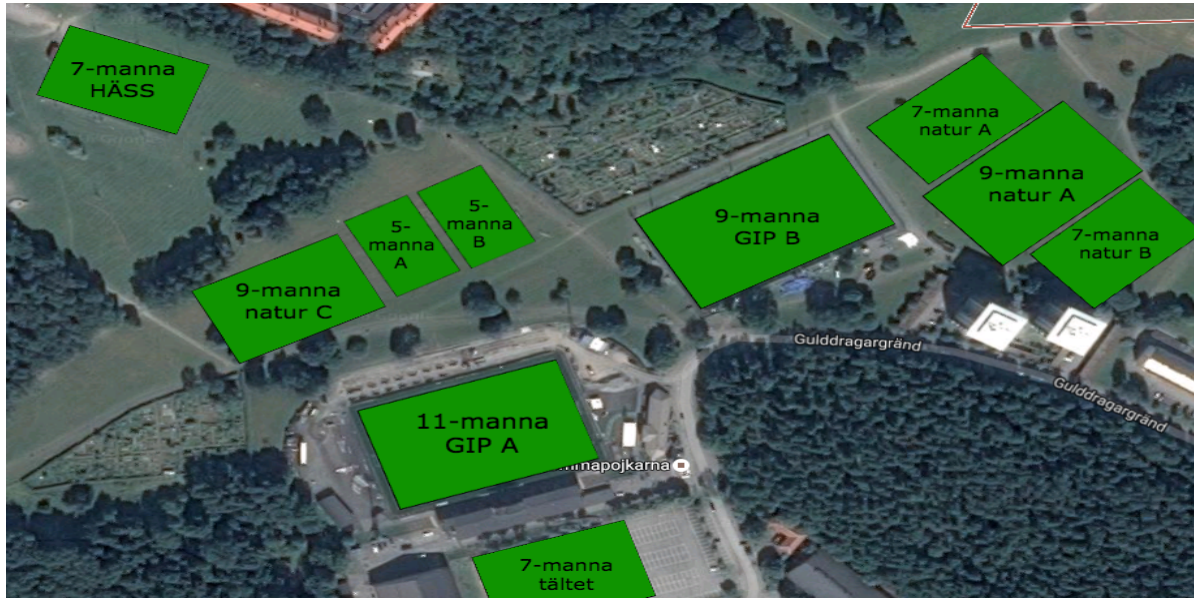 7-manna
HÄSS
7-manna
natur A
9-manna
natur A
7-manna
natur B
9-manna
GIP B
5-
manna
B
5-
manna
A
9-manna
natur C
Gulddragargränd
Gulddragargränd
11-manna
GIP A
7-manna
tältet